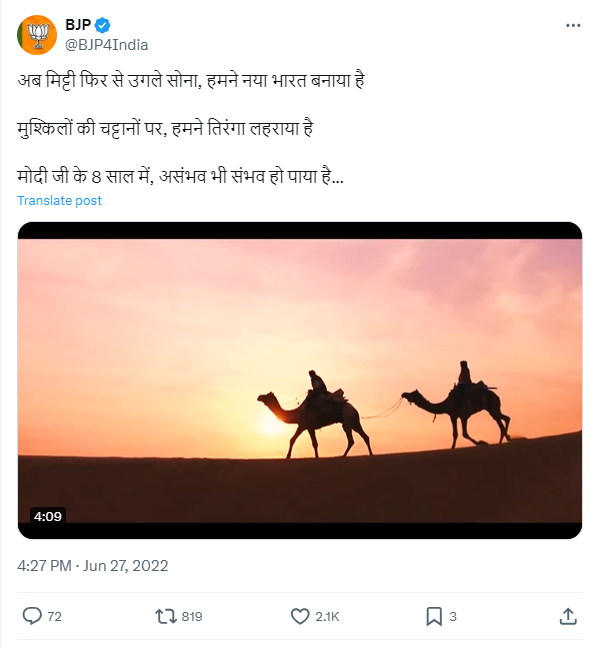 BJP
@BJP4India
अब मिट्टी फिर से उगले सोना, हमने नया भारत बनाया है
मुश्किलों की चट्टानों पर, हमने तिरंगा लहराया है
मोदी जी के 8 साल में, असंभव भी संभव हो पाया है...
Translate post
4:09
4:27 PM · Jun 27, 2022
72 819 2.1K 3